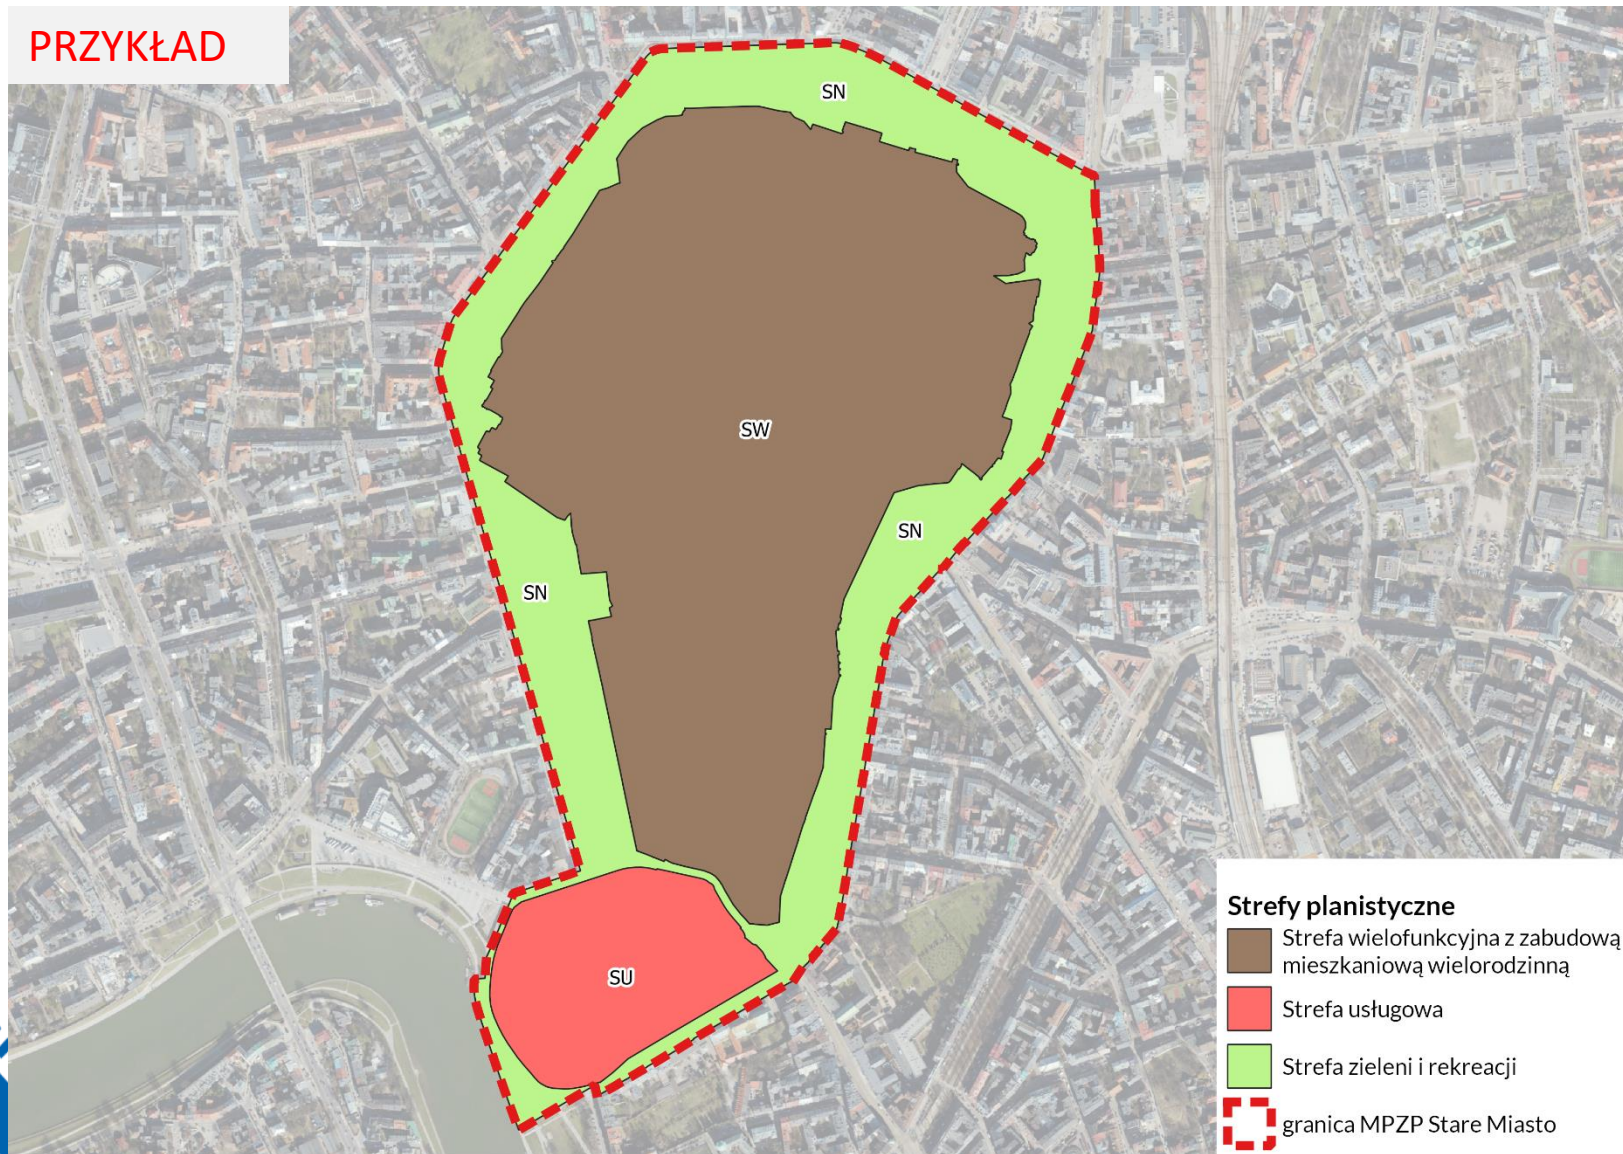 PRZYKŁAD
SN
SW
SN
SN
SU
Strefy planistyczne
Strefa wielofunkcyjna z zabudową
mieszkaniową wielorodzinną
Strefa usługowa
Strefa zieleni i rekreacji
granica MPZP Stare Miasto